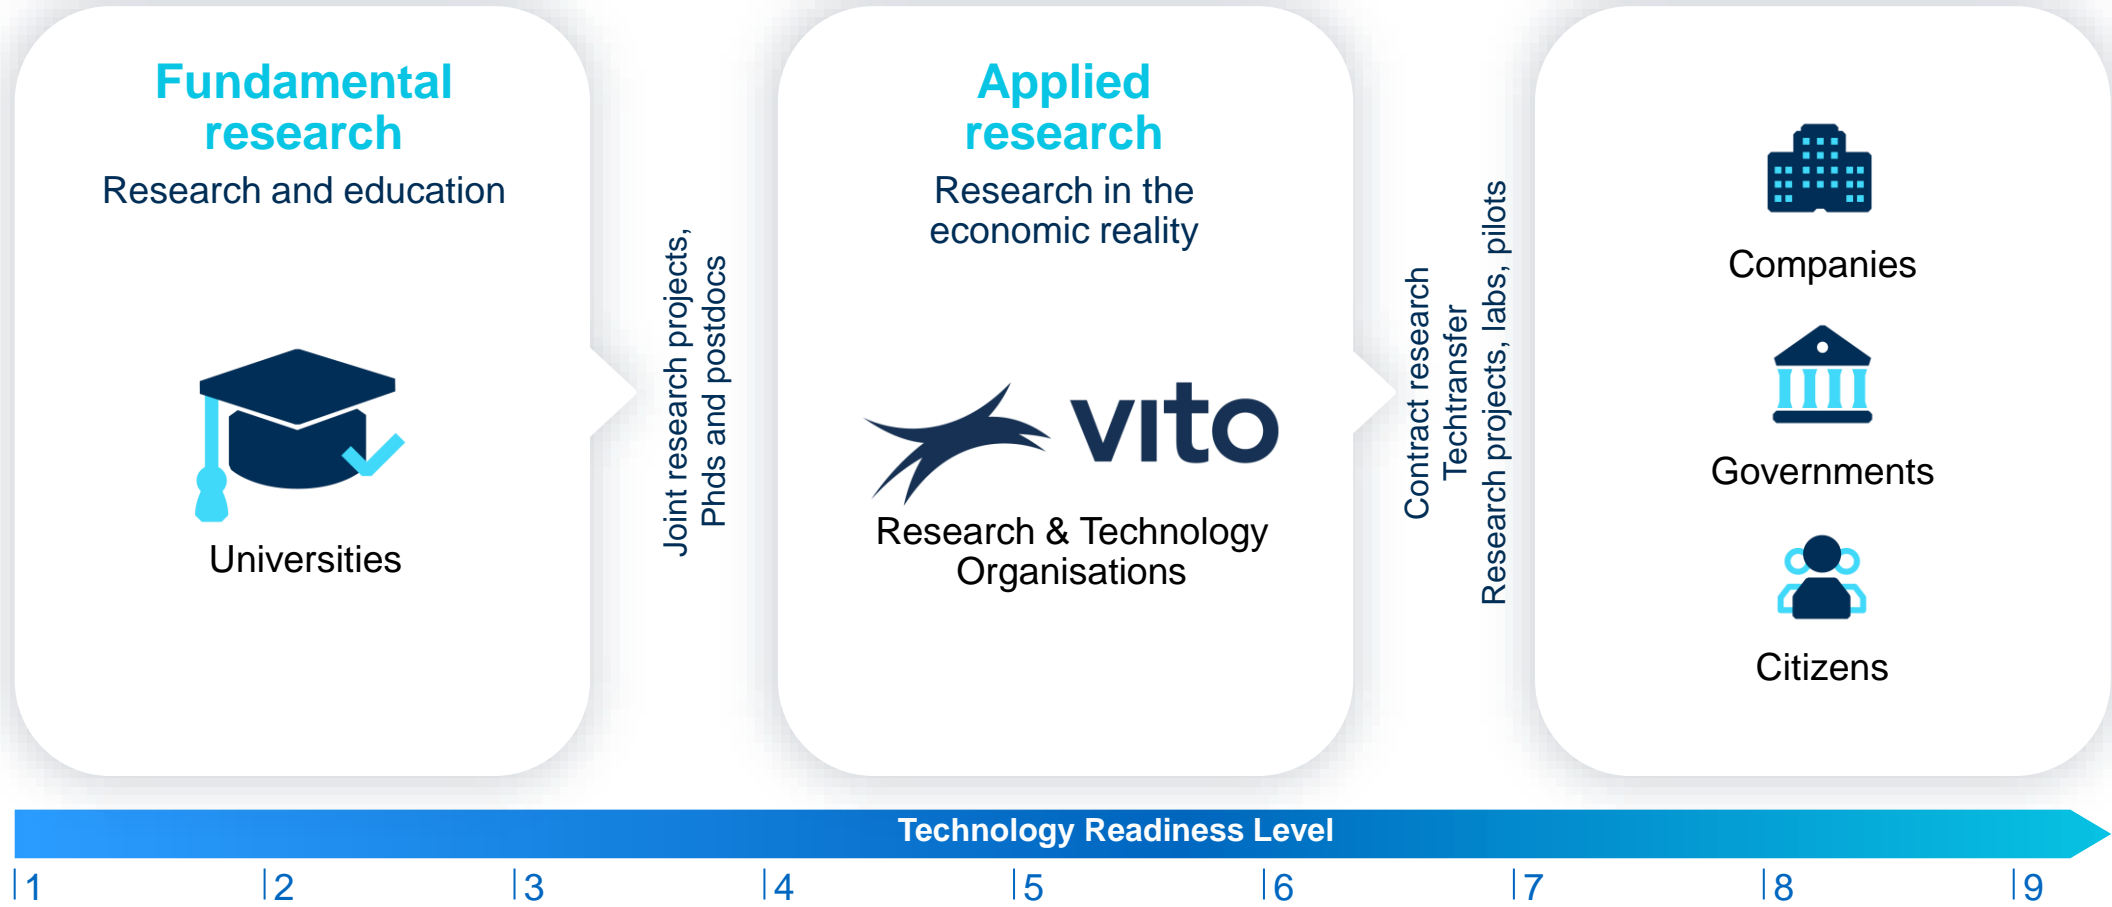 Fundamental
research
Research and education
Universities
Joint research projects,
Phds and postdocs
Applied
research
Research in the
economic reality
vito
Research & Technology
Organisations
Contract research
Techtransfer
Research projects, labs, pilots
Companies
Governments
Citizens
Technology Readiness Level
1 2 3 4 5 6 7 8 9